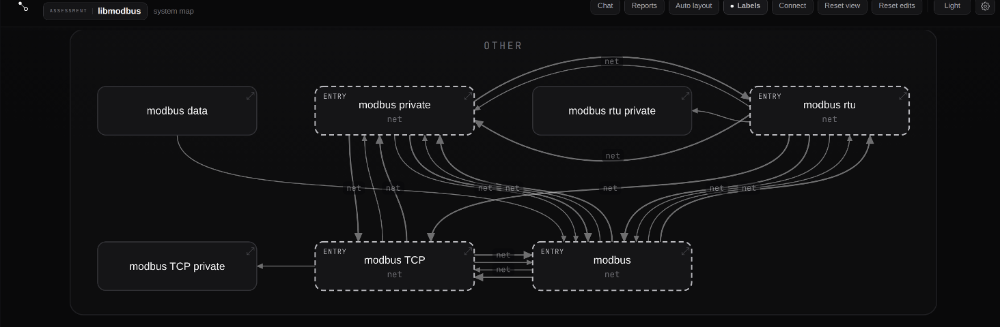 ASSESSMENT libmodbus system map
Chat Reports Auto layout Labels Connect Reset view Reset edits Light
OTHER
net
ENTRY
ENTRY
modbus data
modbus private
net
modbus rtu private
modbus rtu
net
net
net
net
net
net
net
net
net
ENTRY
ENTRY
modbus TCP private
modbus TCP
net
net
net
modbus
net